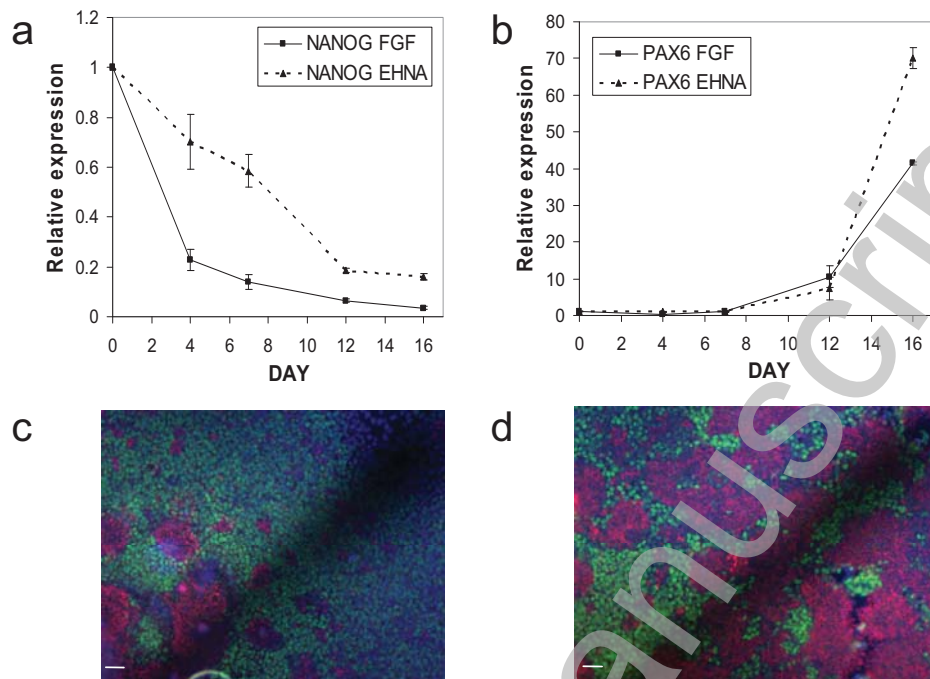 a
1.2
1
0.8
0.6
0.4
0.2
0
Relative expression
NANOG FGF
NANOG EHNA
0 2 4 6 8 10 12 14 16
DAY
b
80
70
60
50
40
30
20
10
0
Relative expression
PAX6 FGF
PAX6 EHNA
0 2 4 6 8 10 12 14 16
DAY
c
d
anuscrip